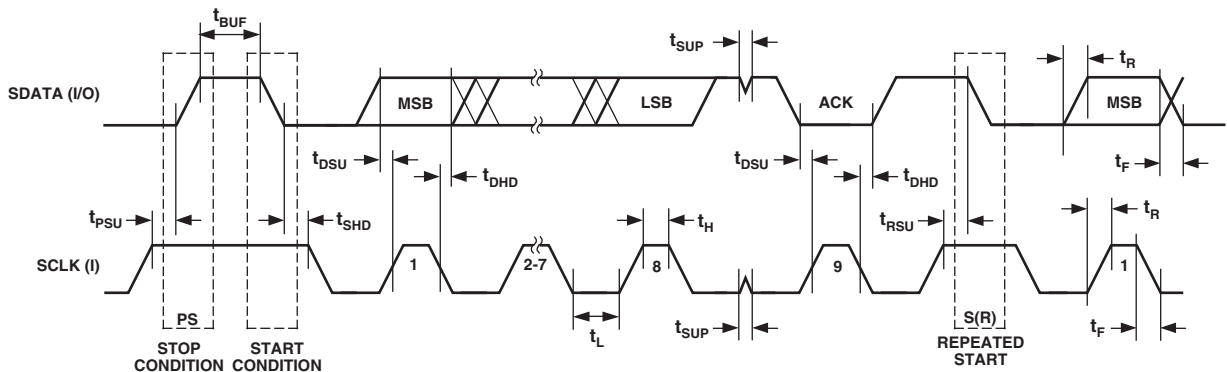 tBUF
tSUP
tR
SDATA (I/O)
MSB
LSB
ACK
MSB
tDSU
tDHD
tDSU
tDHD
tF
tPSU
tSHD
tH
tRSU
tR
SCLK (I)
1
2-7
8
9
1
PS
S(R)
tL
tSUP
tF
STOP
CONDITION
START
CONDITION
REPEATED
START